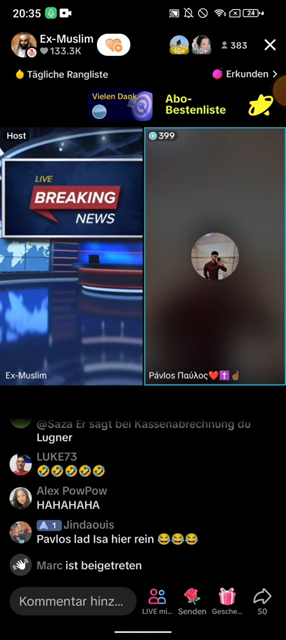 20:35
24
Ex-Muslim
133.3K
383
Tägliche Rangliste
Erkunden >
Vielen Dank
Abo-
Bestenliste
Host
399
LIVE
BREAKING
NEWS
Ex-Muslim
Pávlos Παύλος❤️✝️☝🏾
@Saza Er sagt bei Kassenabrechnung du
Lugner
LUKE73
🤣🤣🤣🤣🤣
Alex PowPow
HAHAHAHA
1 Jindaouis
Pavlos lad Isa hier rein 😂😂😂
Marc ist beigetreten
Kommentar hinz...
LIVE mi...
Senden
Gesche...
50